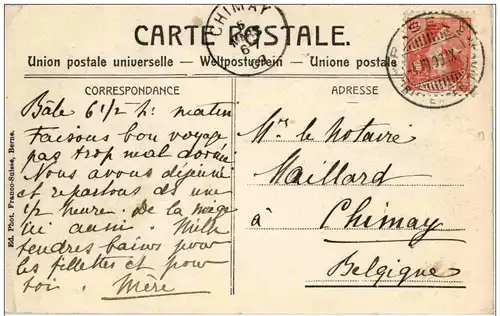 CARTE POSTALE.
Union postale universelle — Weltpostverein — Unione postale
CORRESPONDANCE
ADRESSE
Bâle 6 1/2 h: matin
Faisons bon voyage
pas trop mal dormi.
Nous avons déjeuné
et repartons ds une
1/2 heure. De la neige
ici aussi. Mille
tendres baisers pour
les fillettes et pour
toi. Mère
Mr le Notaire
Maillard
à Chimay
Belgique
Ed. Phot. Franco-Suisse, Berne.
CHIMAY